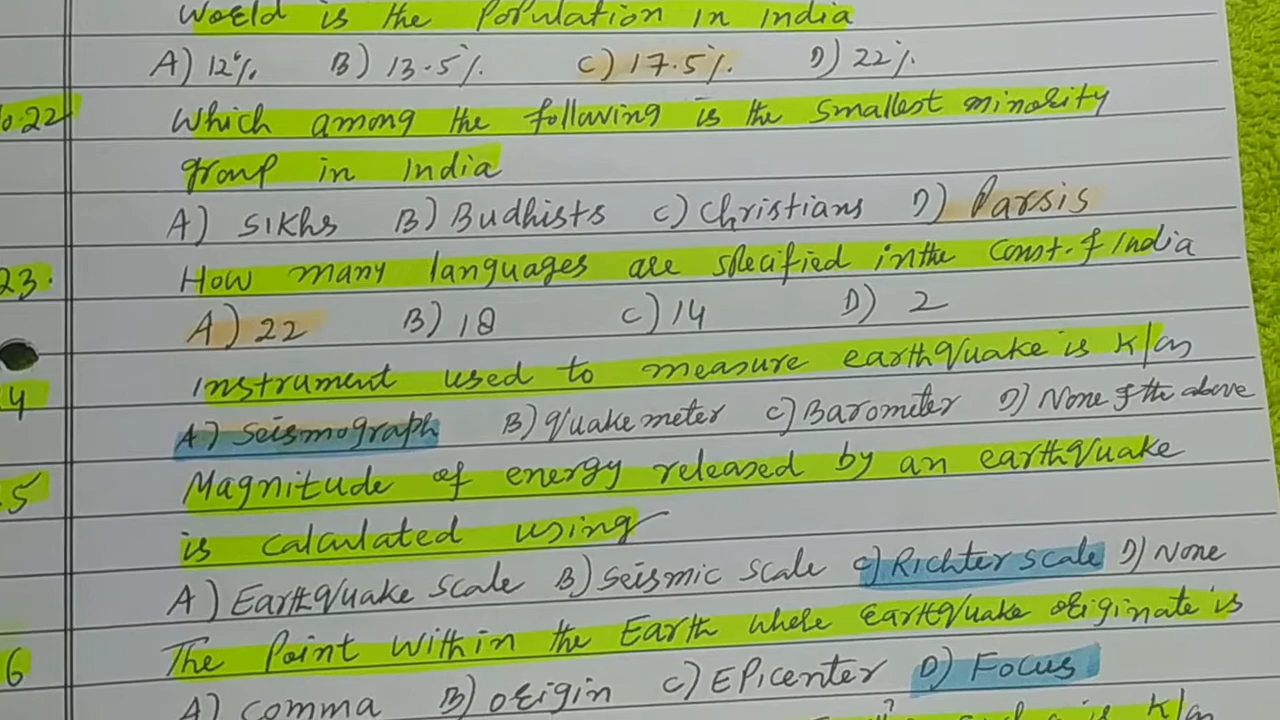 World is the Population in India
A) 12% B) 13.5% C) 17.5% D) 22%
22 Which among the following is the smallest minority
group in India
A) Sikhs B) Budhists C) Christians D) Parsis
23. How many languages are specified in the Const. of India
A) 22 B) 18 C) 14 D) 2
4 Instrument used to measure earthquake is k/as
A) Seismograph B) Quakemeter C) Barometer D) None of the above
5 Magnitude of energy released by an earthquake
is calculated using
A) Earthquake scale B) Seismic scale C) Richter scale D) None
6 The Point within the Earth where earthquake originate is
A) Comma B) Origin C) Epicenter D) Focus
is k/as